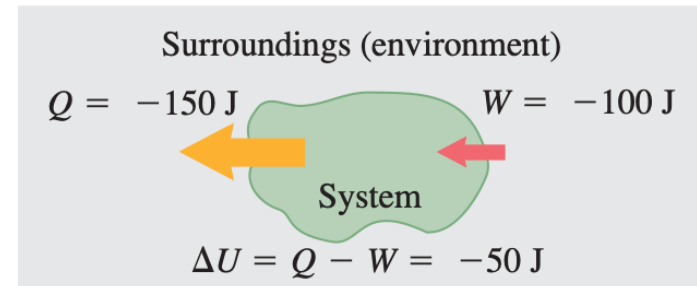 Surroundings (environment)
Q = −150 J
W = −100 J
System
ΔU = Q − W = −50 J